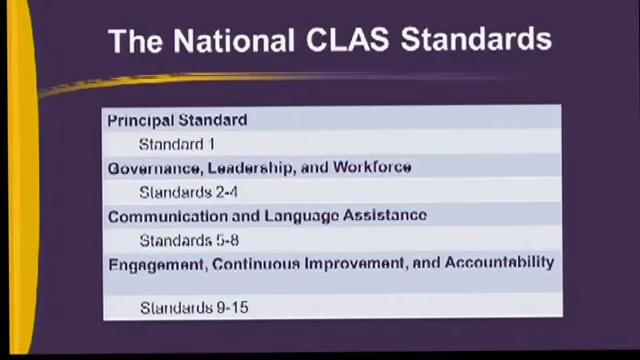 The National CLAS Standards
Principal Standard
Standard 1
Governance, Leadership, and Workforce
Standards 2-4
Communication and Language Assistance
Standards 5-8
Engagement, Continuous Improvement, and Accountability
Standards 9-15